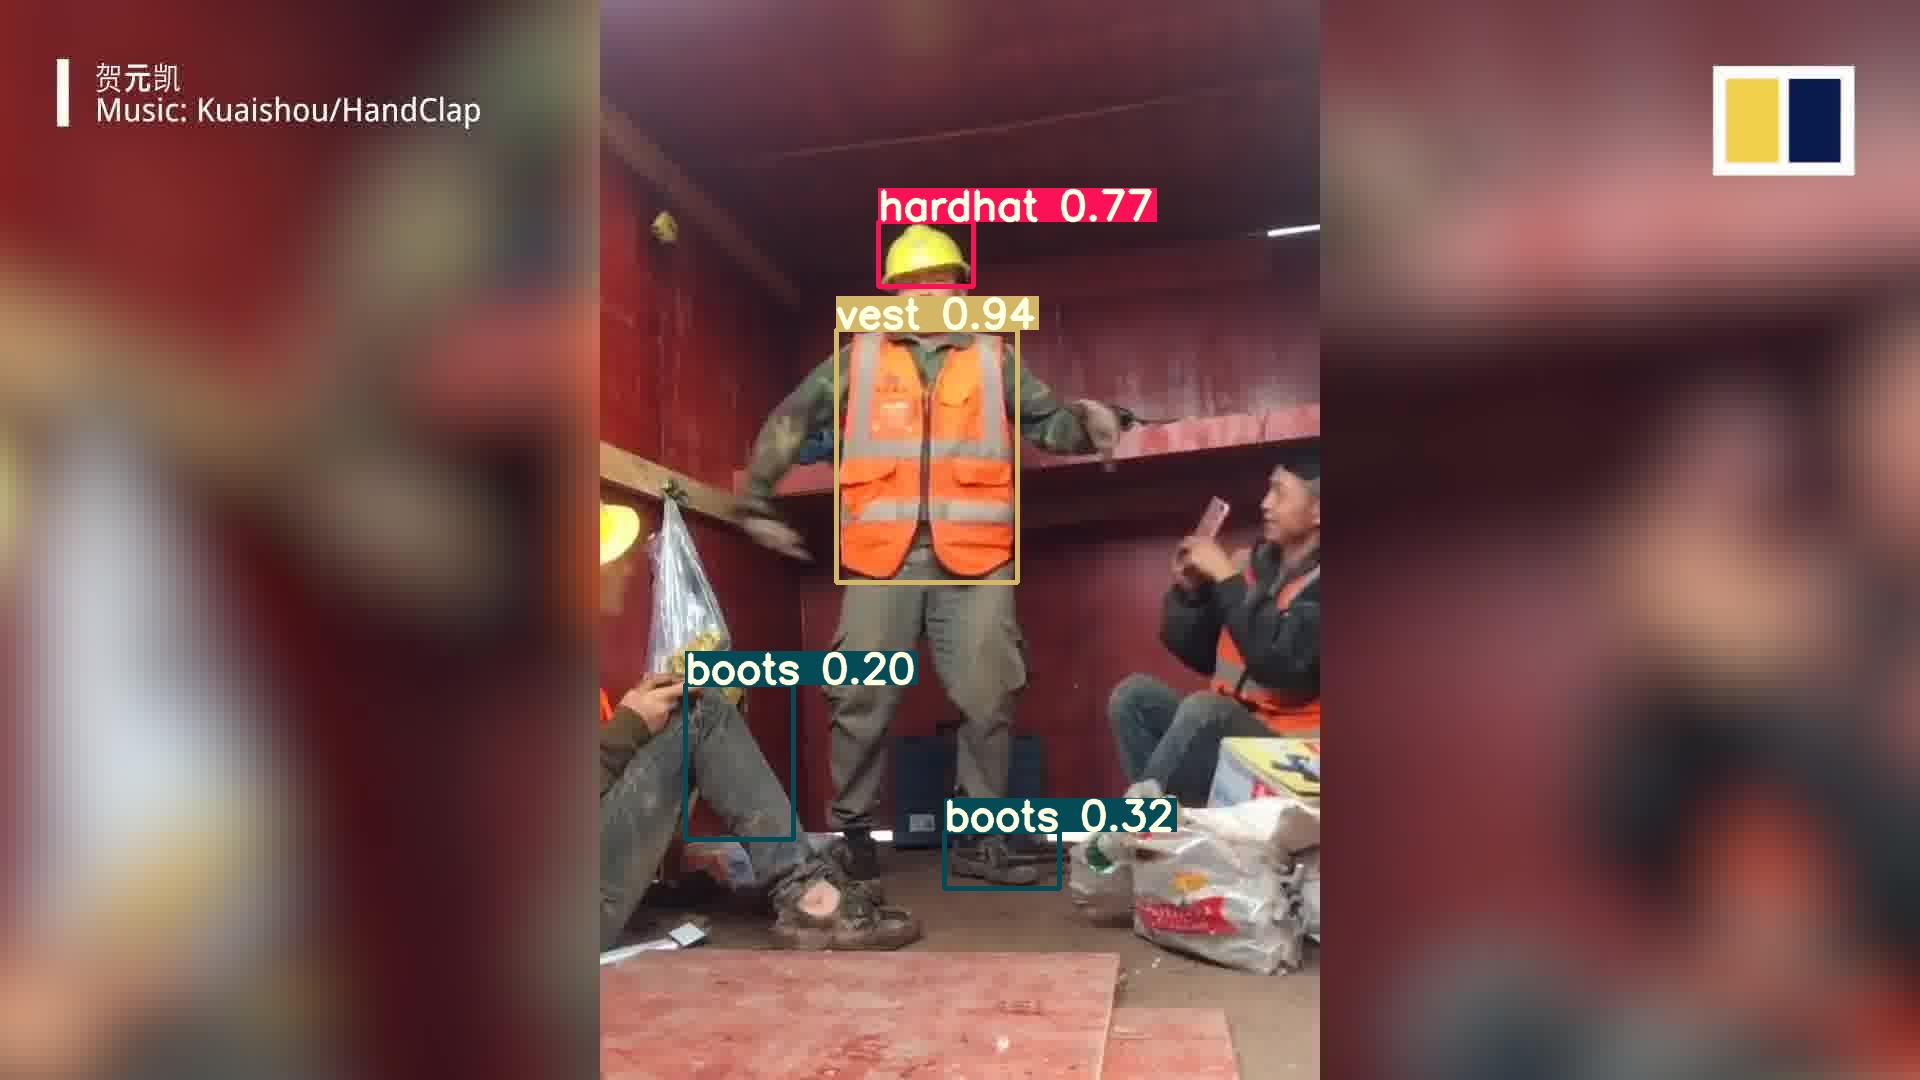 贺元凯
Music: Kuaishou/HandClap
hardhat 0.77
vest 0.94
boots 0.20
boots 0.32